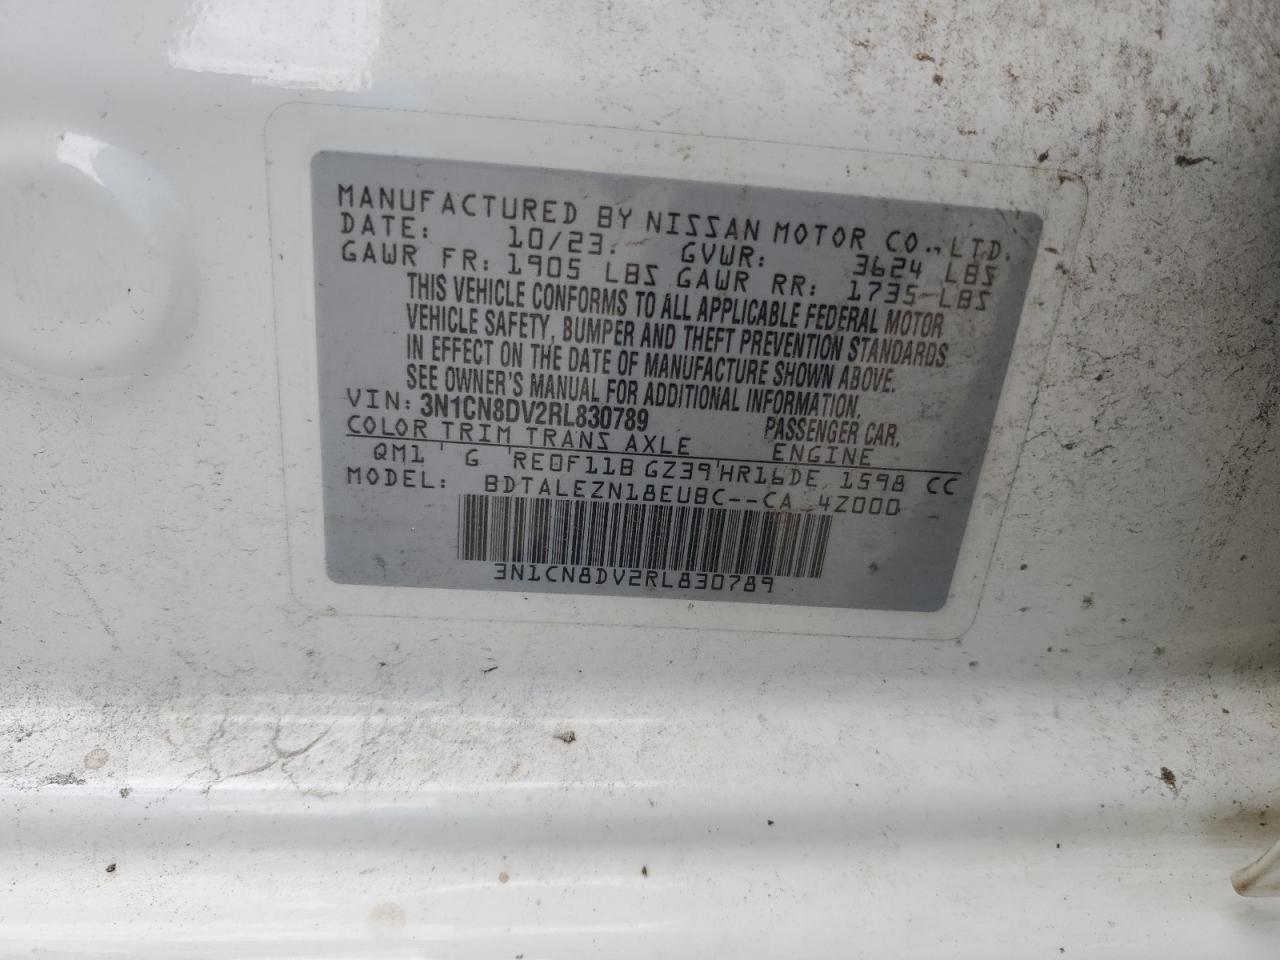 MANUFACTURED BY NISSAN MOTOR CO., LTD.
DATE: 10/23. GVWR: 3624 LBS
GAWR FR: 1905 LBS GAWR RR: 1735 LBS
THIS VEHICLE CONFORMS TO ALL APPLICABLE FEDERAL MOTOR
VEHICLE SAFETY, BUMPER AND THEFT PREVENTION STANDARDS
IN EFFECT ON THE DATE OF MANUFACTURE SHOWN ABOVE.
SEE OWNER'S MANUAL FOR ADDITIONAL INFORMATION.
VIN: 3N1CN8DV2RL830789 PASSENGER CAR.
COLOR TRIM TRANS AXLE ENGINE
QM1 G RE0F11B GZ39 HR16DE 1598 CC
MODEL: BDTALEZN18EUBC--CA 4Z000
3N1CN8DV2RL830789